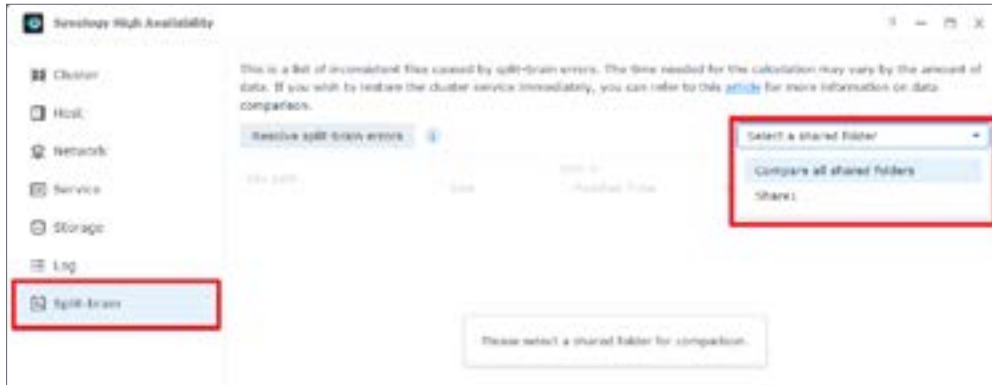 Synology High Availability
Cluster
This is a list of inconsistent files caused by split-brain errors. The time needed for the calculation may vary by the amount of
data. If you wish to restore the cluster service immediately, you can refer to this article for more information on data
comparison.
Host
Resolve split-brain errors
Select a shared folder
Network
Compare all shared folders
File path
Size
Modified Time
Service
Share1
Storage
Log
Split-brain
Please select a shared folder for comparison.